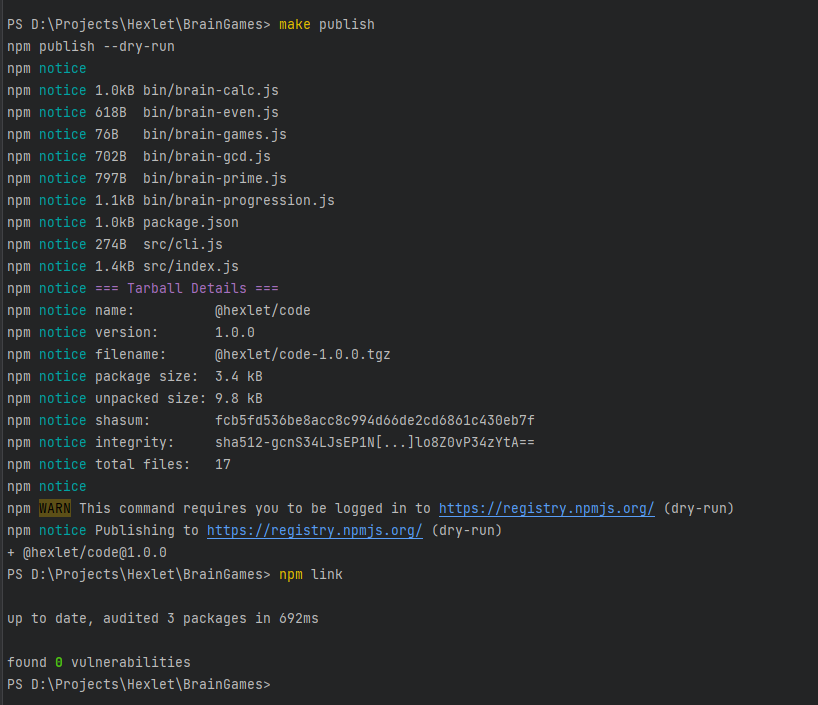 PS D:\Projects\Hexlet\BrainGames> make publish
npm publish --dry-run
npm notice
npm notice 1.0kB bin/brain-calc.js
npm notice 618B  bin/brain-even.js
npm notice 76B   bin/brain-games.js
npm notice 702B  bin/brain-gcd.js
npm notice 797B  bin/brain-prime.js
npm notice 1.1kB bin/brain-progression.js
npm notice 1.0kB package.json
npm notice 274B  src/cli.js
npm notice 1.4kB src/index.js
npm notice === Tarball Details ===
npm notice name:          @hexlet/code
npm notice version:       1.0.0
npm notice filename:      @hexlet/code-1.0.0.tgz
npm notice package size:  3.4 kB
npm notice unpacked size: 9.8 kB
npm notice shasum:        fcb5fd536be8acc8c994d66de2cd6861c430eb7f
npm notice integrity:     sha512-gcnS34LJsEP1N[...]lo8Z0vP34zYtA==
npm notice total files:   17
npm notice
npm WARN This command requires you to be logged in to https://registry.npmjs.org/ (dry-run)
npm notice Publishing to https://registry.npmjs.org/ (dry-run)
+ @hexlet/code@1.0.0
PS D:\Projects\Hexlet\BrainGames> npm link
up to date, audited 3 packages in 692ms
found 0 vulnerabilities
PS D:\Projects\Hexlet\BrainGames>